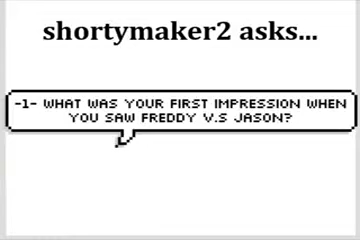 shortymaker2 asks...
-1- WHAT WAS YOUR FIRST IMPRESSION WHEN
YOU SAW FREDDY V.S JASON?